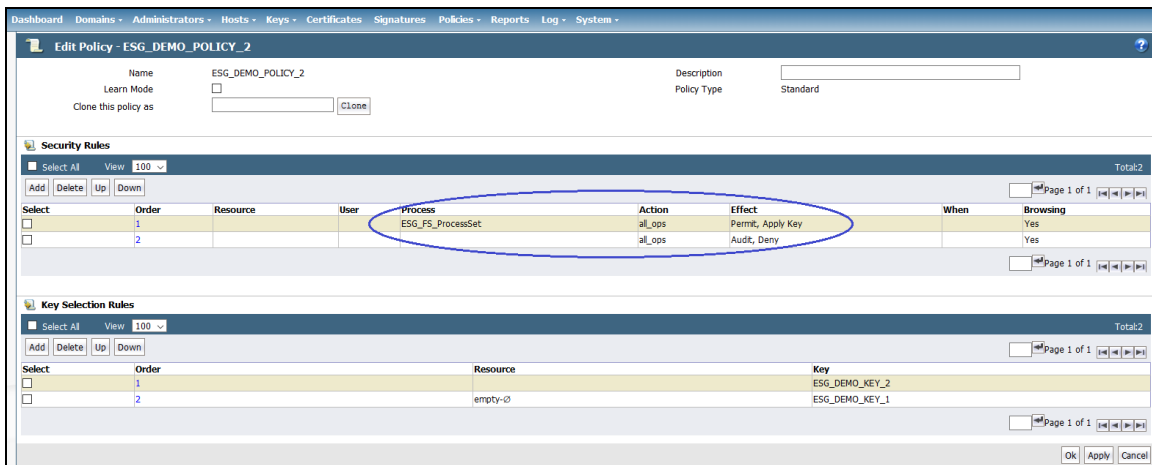 Dashboard Domains Administrators Hosts Keys Certificates Signatures Policies Reports Log System
Edit Policy - ESG_DEMO_POLICY_2 ?
Name ESG_DEMO_POLICY_2 Description
Learn Mode Policy Type Standard
Clone this policy as Clone
Security Rules
Select All View 100 Total:2
Add Delete Up Down Page 1 of 1
Select Order Resource User Process Action Effect When Browsing
1 ESG_FS_ProcessSet all_ops Permit, Apply Key Yes
2 all_ops Audit, Deny Yes
Page 1 of 1
Key Selection Rules
Select All View 100 Total:2
Add Delete Up Down Page 1 of 1
Select Order Resource Key
1 ESG_DEMO_KEY_2
2 empty-Ø ESG_DEMO_KEY_1
Page 1 of 1
Ok Apply Cancel